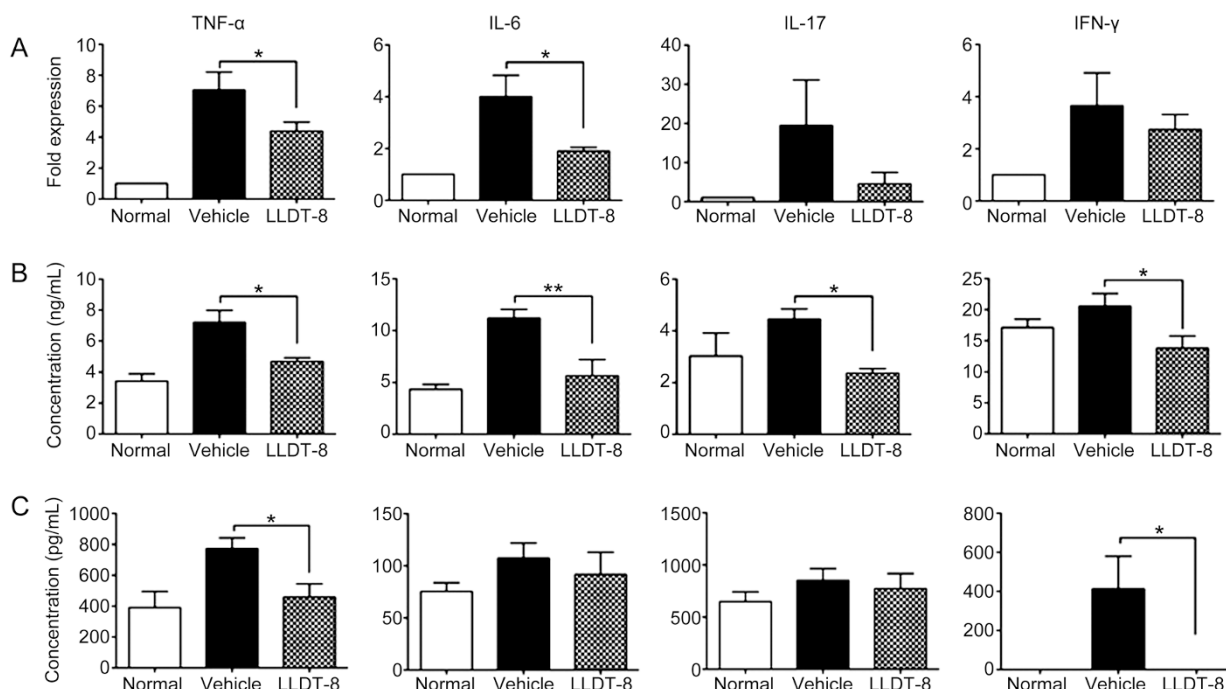 TNF-α IL-6 IL-17 IFN-γ
A
Fold expression
10 8 6 4 2 0
*
Normal Vehicle LLDT-8
6 4 2 0
*
Normal Vehicle LLDT-8
40 30 20 10 0
Normal Vehicle LLDT-8
6 4 2 0
Normal Vehicle LLDT-8
B
Concentration (ng/mL)
10 8 6 4 2 0
*
Normal Vehicle LLDT-8
15 10 5 0
**
Normal Vehicle LLDT-8
6 4 2 0
*
Normal Vehicle LLDT-8
25 20 15 10 5 0
*
Normal Vehicle LLDT-8
C
Concentration (pg/mL)
1000 800 600 400 200 0
*
Normal Vehicle LLDT-8
150 100 50 0
Normal Vehicle LLDT-8
1500 1000 500 0
Normal Vehicle LLDT-8
800 600 400 200 0
*
Normal Vehicle LLDT-8